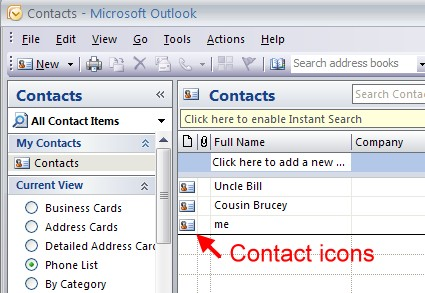 Contacts - Microsoft Outlook
File Edit View Go Tools Actions Help
New Search address books
Contacts «
All Contact Items
My Contacts
Contacts
Current View
Business Cards
Address Cards
Detailed Address Card
Phone List
By Category
Contacts Search Contac
Click here to enable Instant Search
Full Name Company
Click here to add a new ...
Uncle Bill
Cousin Brucey
me
Contact icons